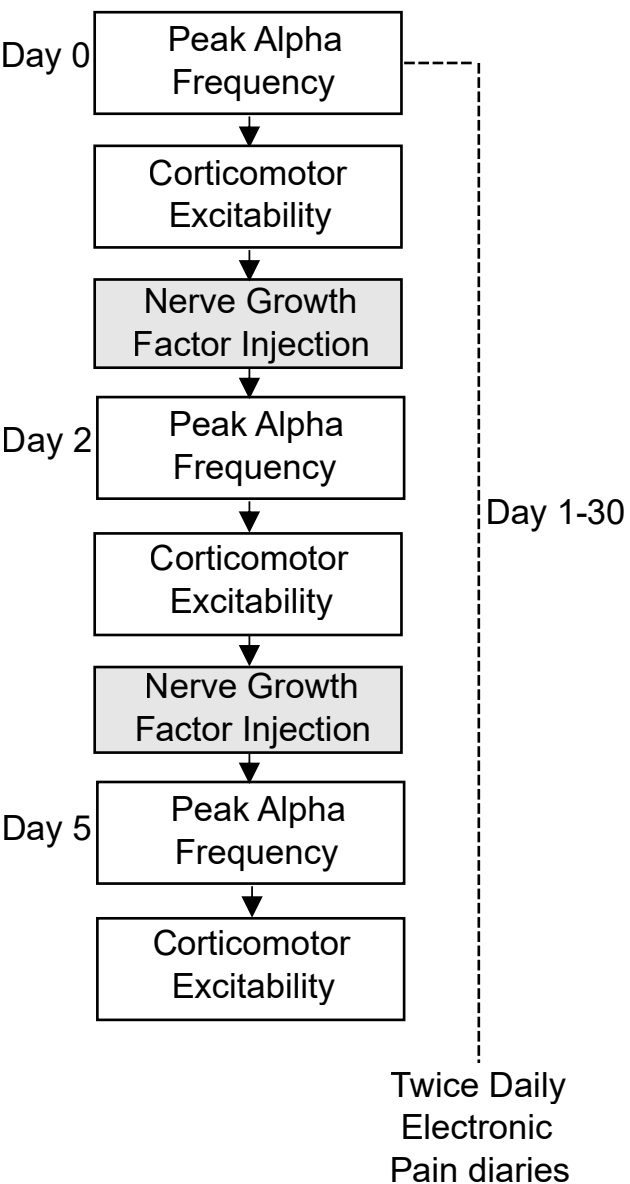 Day 0
Peak Alpha
Frequency
Corticomotor
Excitability
Nerve Growth
Factor Injection
Day 2
Peak Alpha
Frequency
Day 1-30
Corticomotor
Excitability
Nerve Growth
Factor Injection
Day 5
Peak Alpha
Frequency
Corticomotor
Excitability
Twice Daily
Electronic
Pain diaries